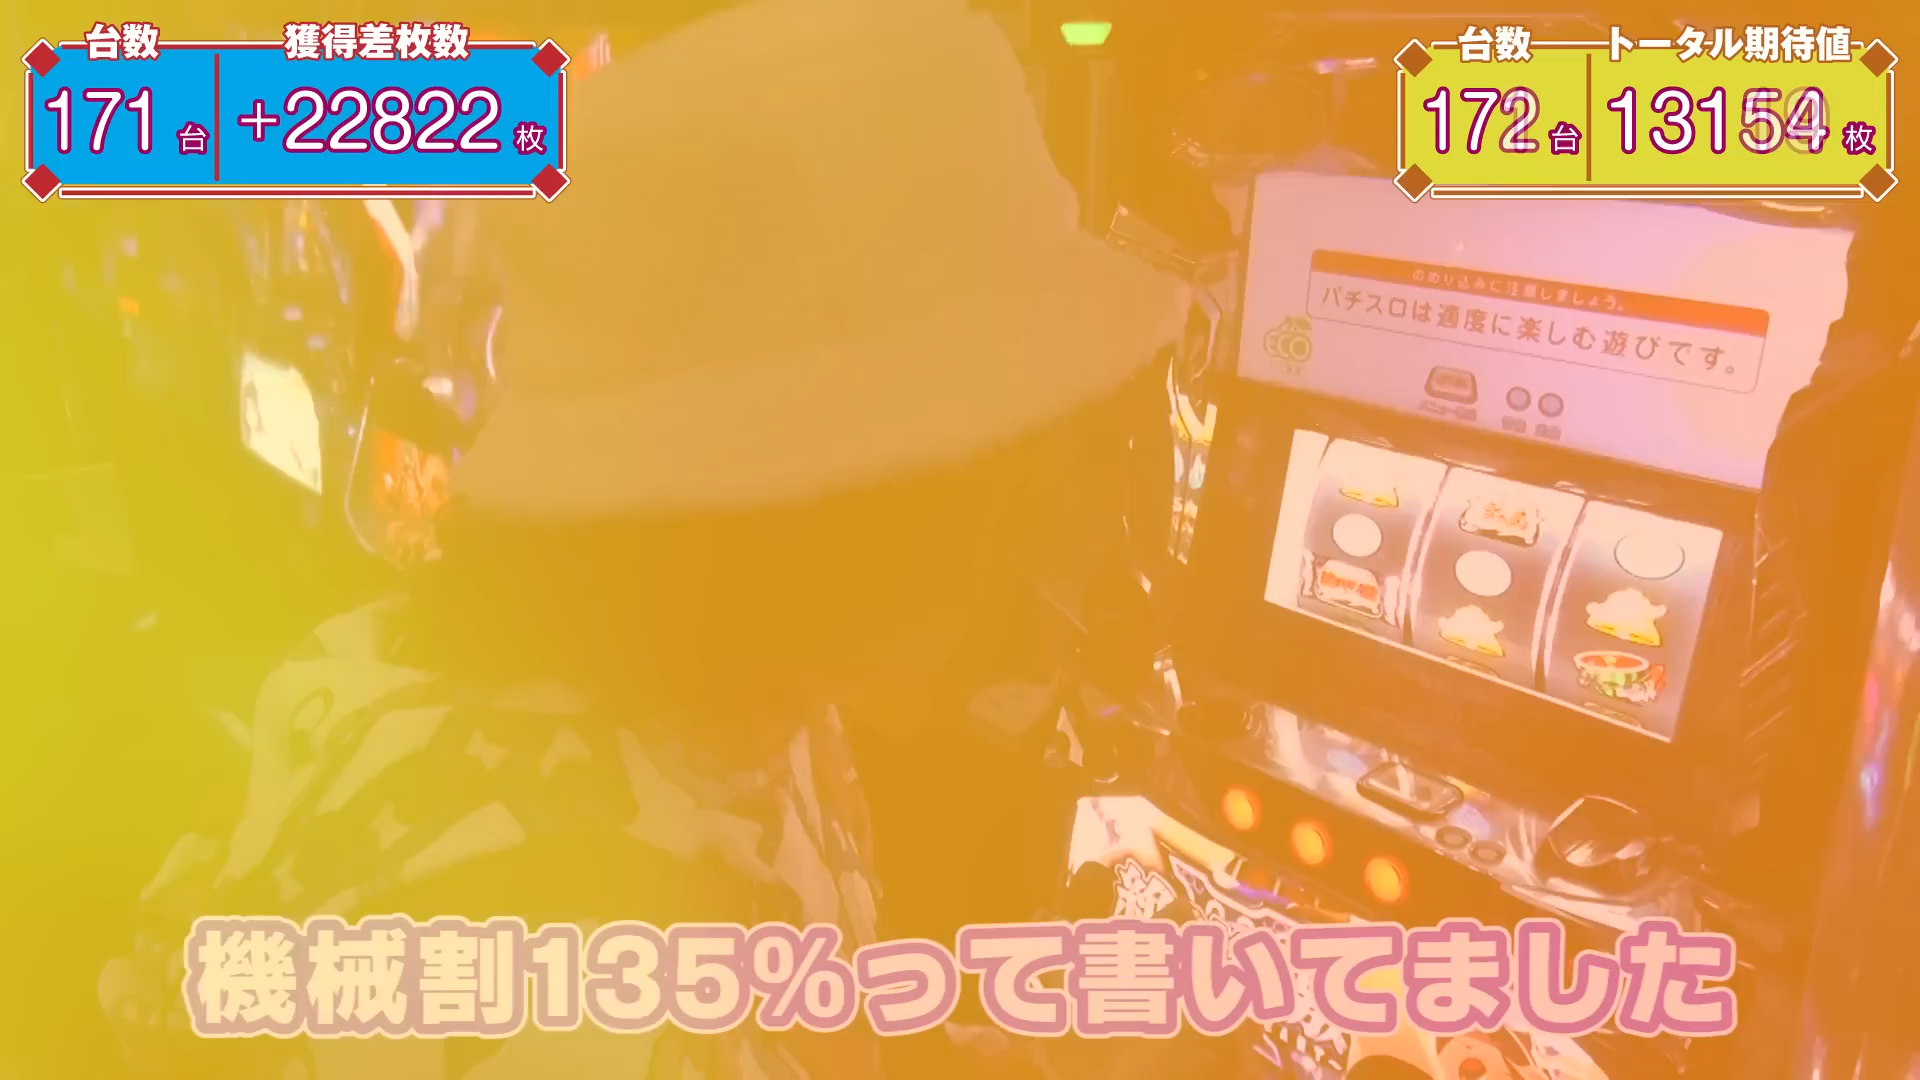 台数 獲得差枚数
171台 +22822枚
台数 トータル期待値
172台 131枚
のめり込みに注意しましょう。
パチスロは適度に楽しむ遊びです。
ECO
機械割135%って書いてました